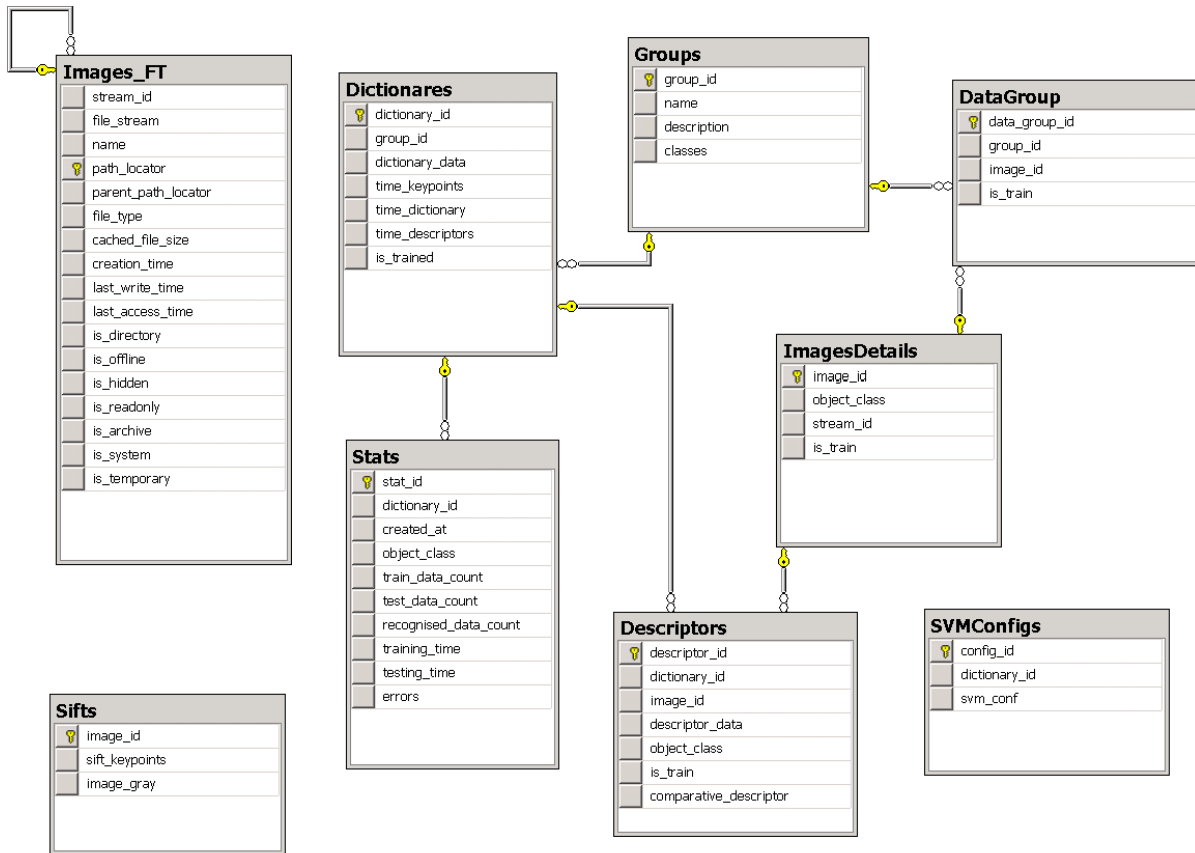 Images_FT
stream_id
file_stream
name
path_locator
parent_path_locator
file_type
cached_file_size
creation_time
last_write_time
last_access_time
is_directory
is_offline
is_hidden
is_readonly
is_archive
is_system
is_temporary
Dictionares
dictionary_id
group_id
dictionary_data
time_keypoints
time_dictionary
time_descriptors
is_trained
Groups
group_id
name
description
classes
DataGroup
data_group_id
group_id
image_id
is_train
ImagesDetails
image_id
object_class
stream_id
is_train
Stats
stat_id
dictionary_id
created_at
object_class
train_data_count
test_data_count
recognised_data_count
training_time
testing_time
errors
Descriptors
descriptor_id
dictionary_id
image_id
descriptor_data
object_class
is_train
comparative_descriptor
SVMConfigs
config_id
dictionary_id
svm_conf
Sifts
image_id
sift_keypoints
image_gray